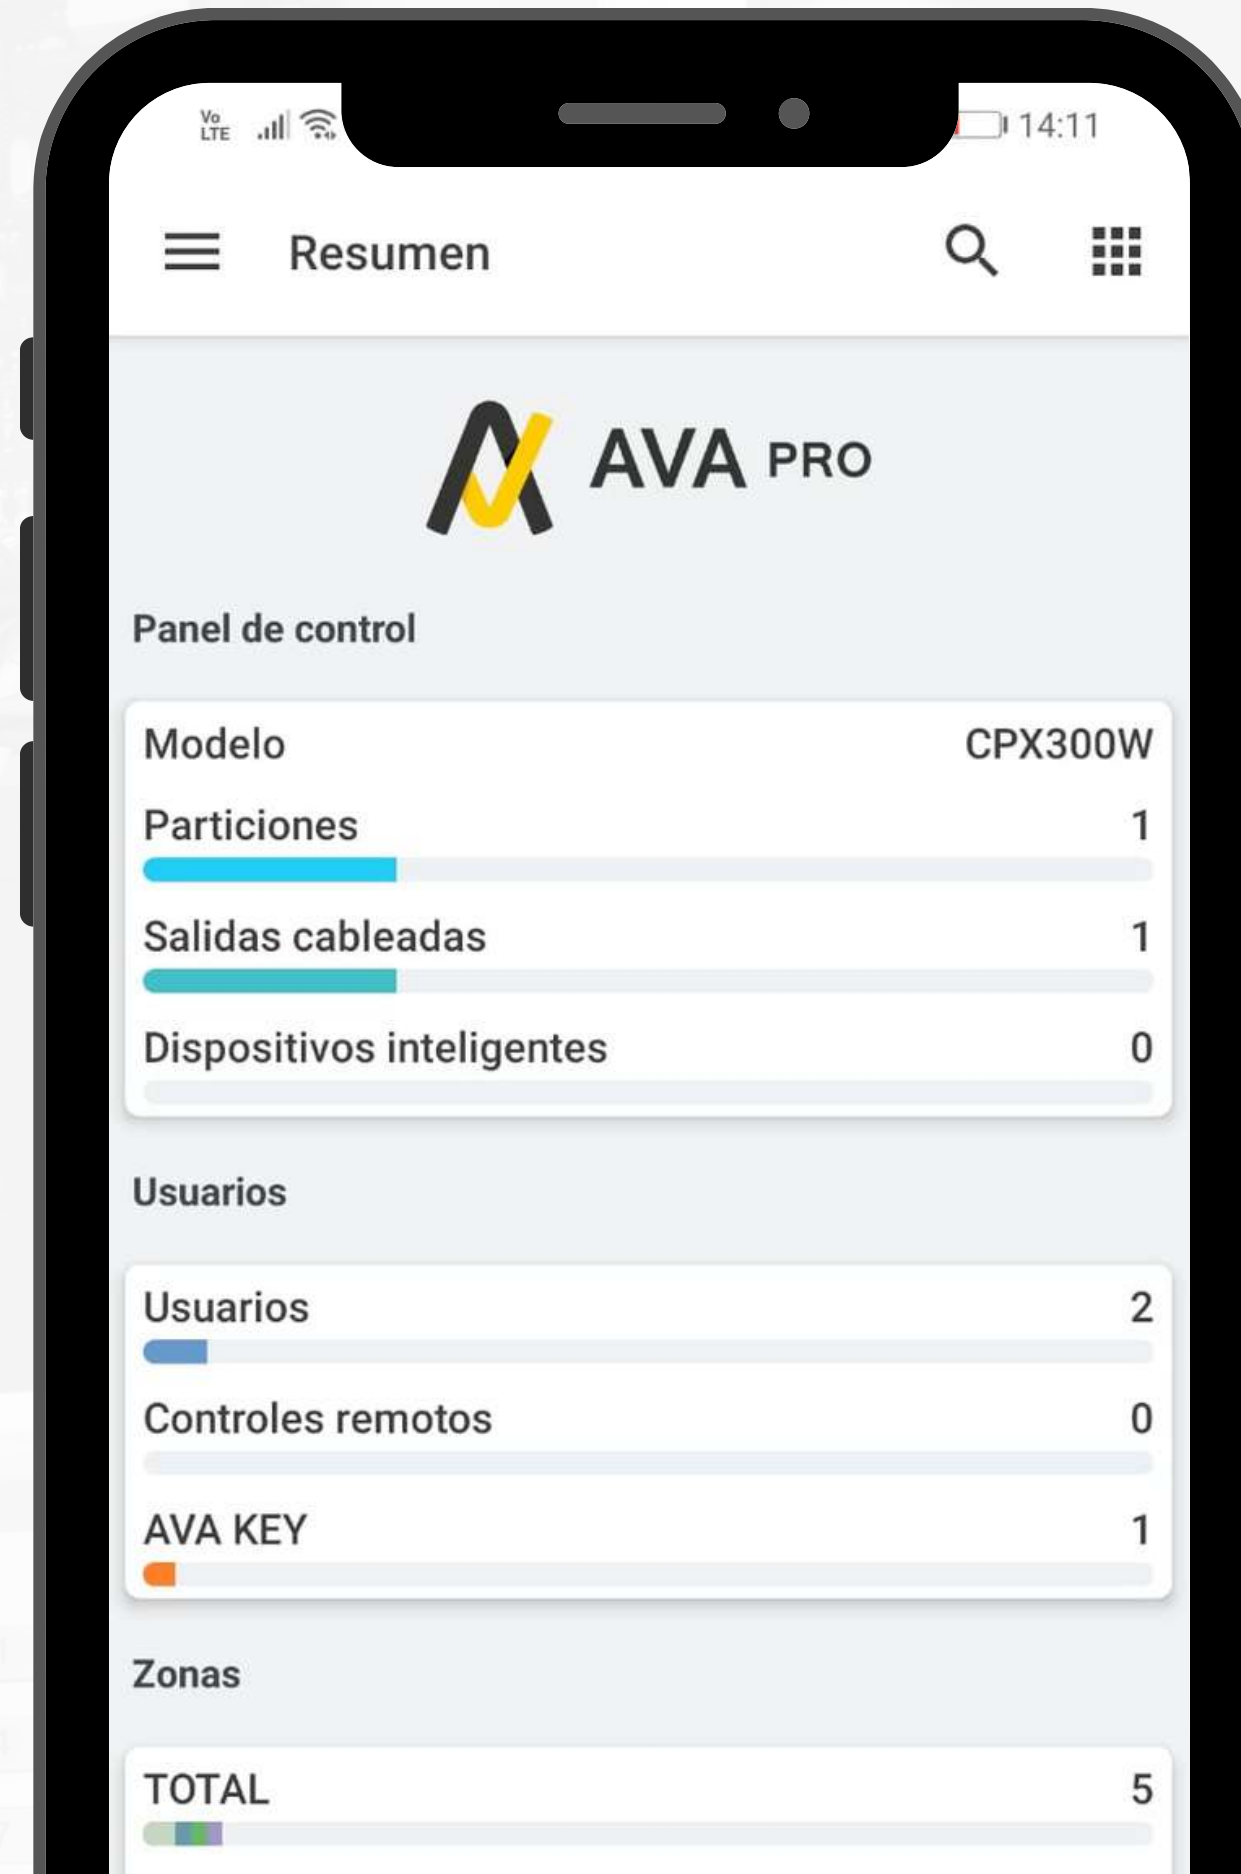 Vo
LTE
14:11
Resumen
AVA PRO
Panel de control
Modelo CPX300W
Particiones 1
Salidas cableadas 1
Dispositivos inteligentes 0
Usuarios
Usuarios 2
Controles remotos 0
AVA KEY 1
Zonas
TOTAL 5